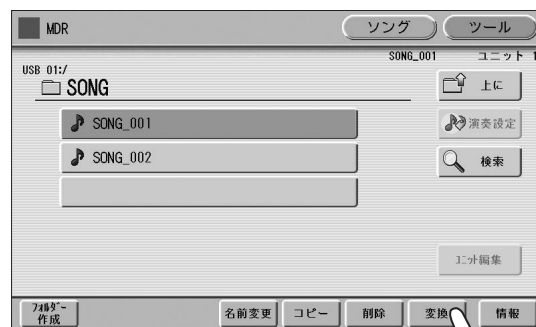 MDR
ソング
ツール
SONG_001 ユニット 1
USB 01:/
SONG
上に
SONG_001
演奏設定
SONG_002
検索
ユニット編集
フォルダー
作成
名前変更
コピー
削除
変換
情報